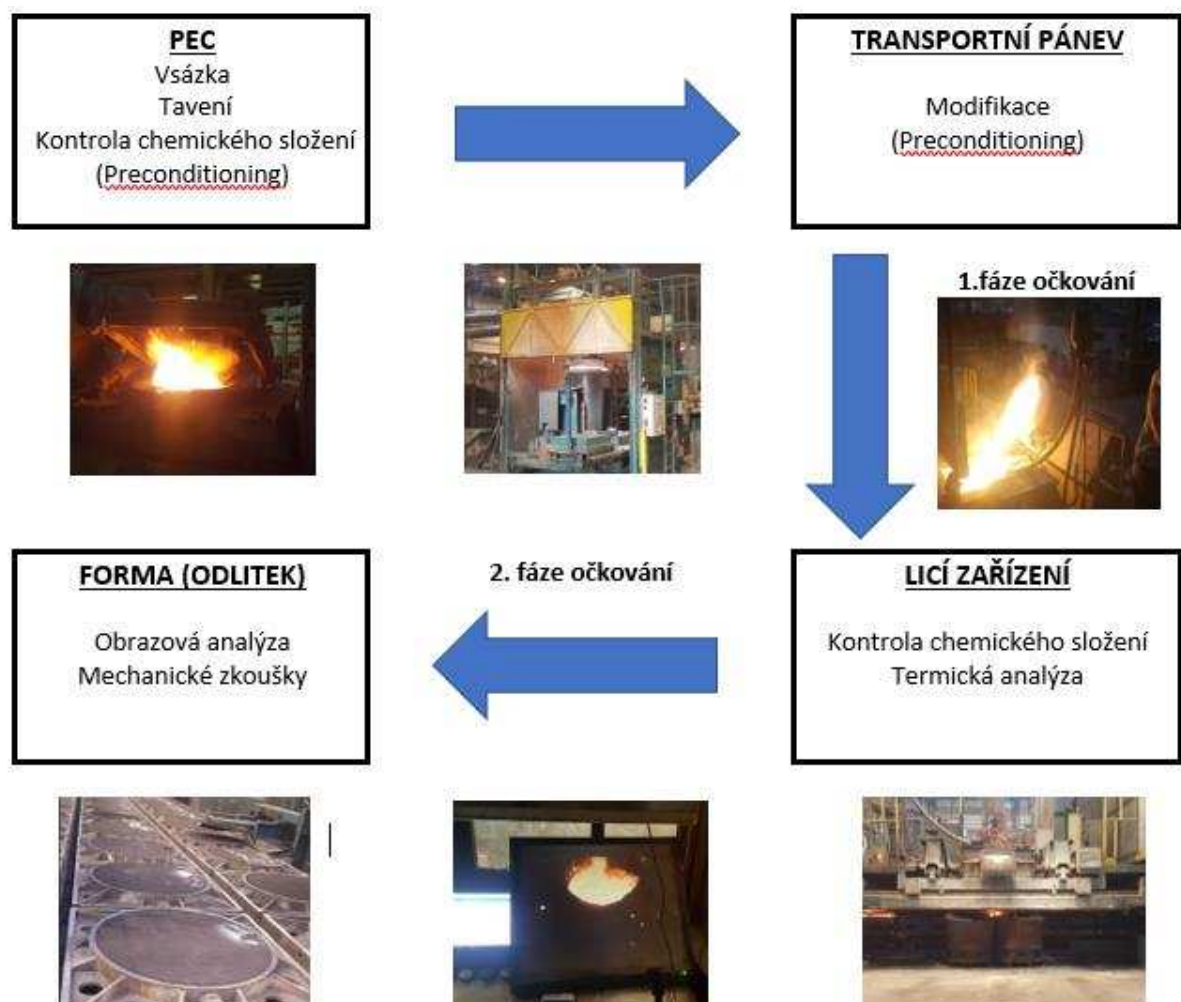 PEC
Vsázka
Tavení
Kontrola chemického složení
(Preconditioning)
TRANSPORTNÍ PÁNEV
Modifikace
(Preconditioning)
1.fáze očkování
LICÍ ZAŘÍZENÍ
Kontrola chemického složení
Termická analýza
2. fáze očkování
FORMA (ODLITEK)
Obrazová analýza
Mechanické zkoušky